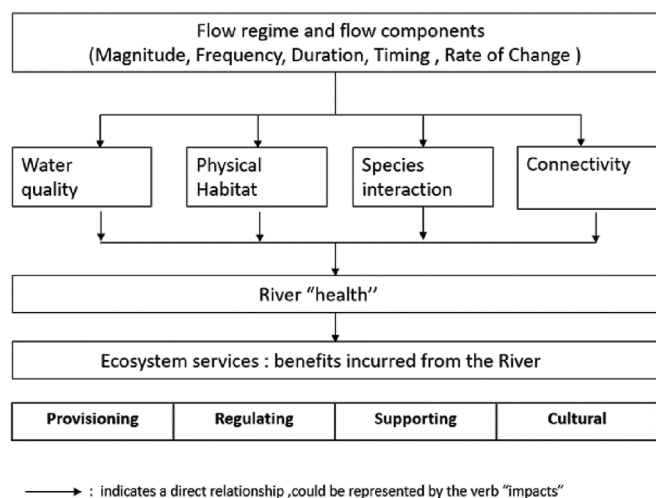 Flow regime and flow components
(Magnitude, Frequency, Duration, Timing , Rate of Change )
Water
quality
Physical
Habitat
Species
interaction
Connectivity
River “health”
Ecosystem services : benefits incurred from the River
Provisioning
Regulating
Supporting
Cultural
: indicates a direct relationship ,could be represented by the verb “impacts”